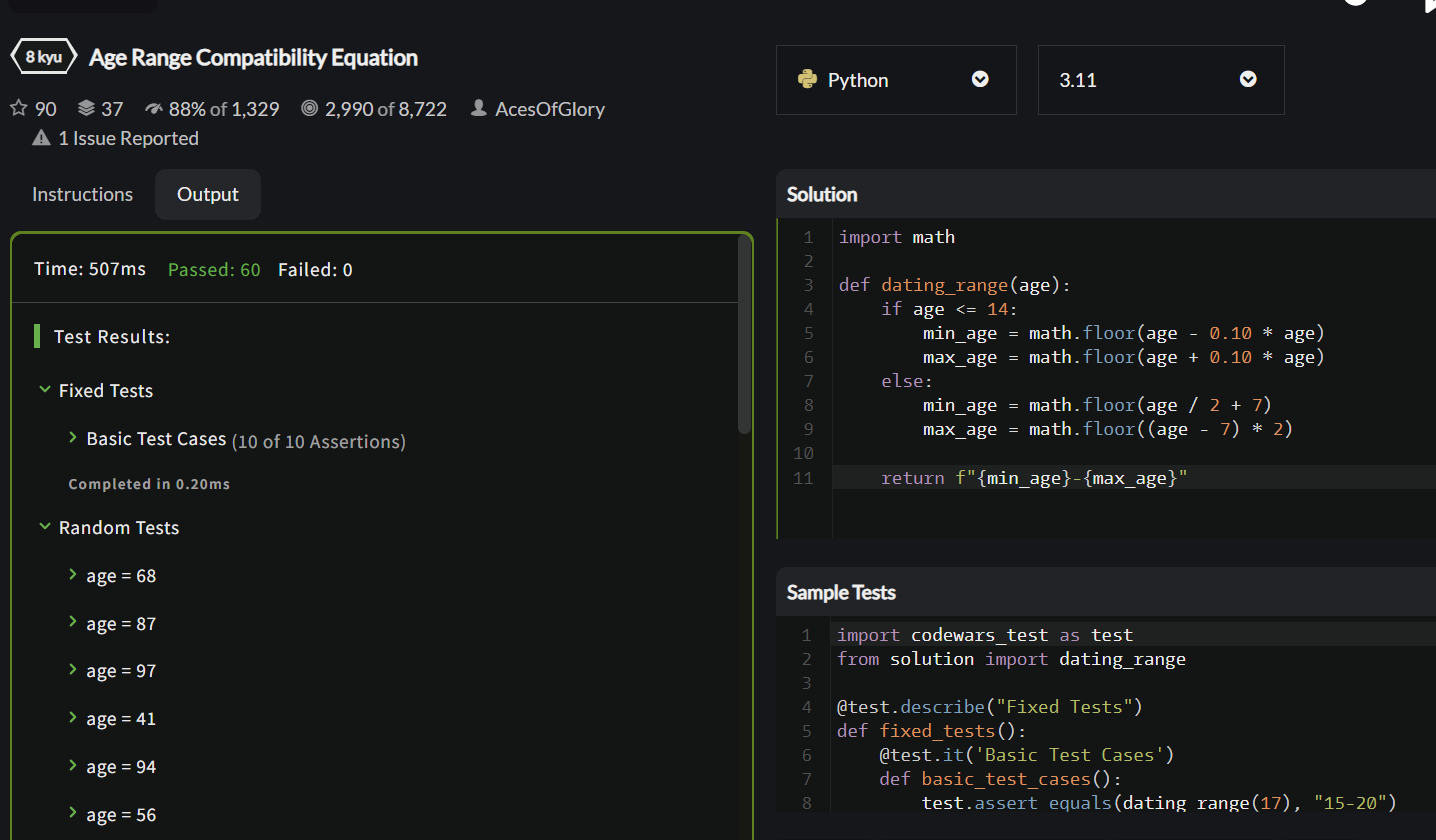 8 kyu Age Range Compatibility Equation
90 37 88% of 1,329 2,990 of 8,722 AcesOfGlory
1 Issue Reported
Python 3.11
Instructions Output
Time: 507ms Passed: 60 Failed: 0
Test Results:
Fixed Tests
Basic Test Cases (10 of 10 Assertions)
Completed in 0.20ms
Random Tests
age = 68
age = 87
age = 97
age = 41
age = 94
age = 56
Solution
1 import math
2
3 def dating_range(age):
4     if age <= 14:
5         min_age = math.floor(age - 0.10 * age)
6         max_age = math.floor(age + 0.10 * age)
7     else:
8         min_age = math.floor(age / 2 + 7)
9         max_age = math.floor((age - 7) * 2)
10
11     return f"{min_age}-{max_age}"
Sample Tests
1 import codewars_test as test
2 from solution import dating_range
3
4 @test.describe("Fixed Tests")
5 def fixed_tests():
6     @test.it('Basic Test Cases')
7     def basic_test_cases():
8         test.assert_equals(dating_range(17), "15-20")